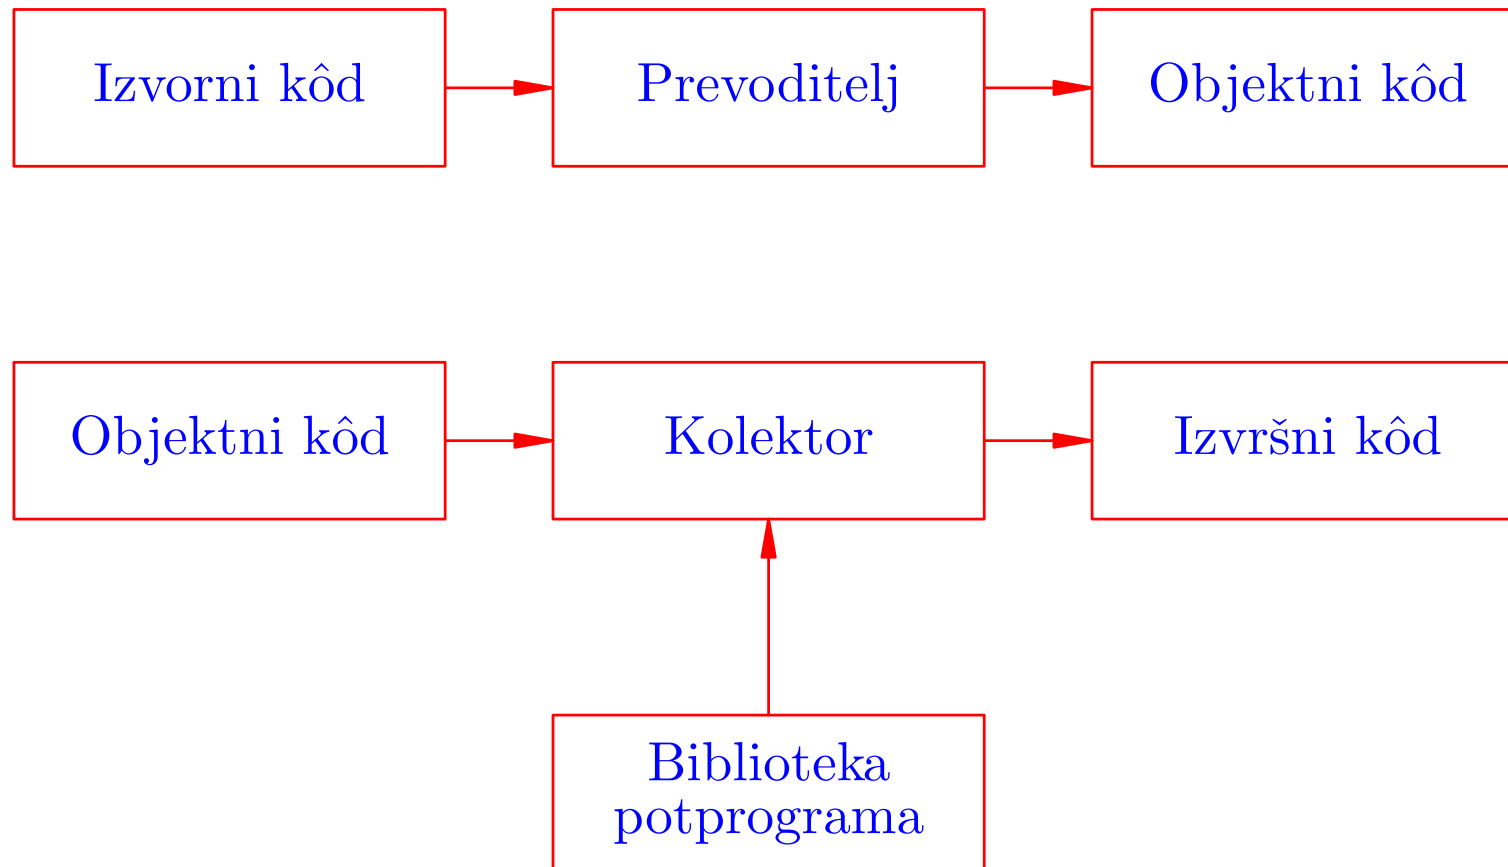 Izvorni kôd
Prevoditelj
Objektni kôd
Objektni kôd
Kolektor
Izvršni kôd
Biblioteka
potprograma